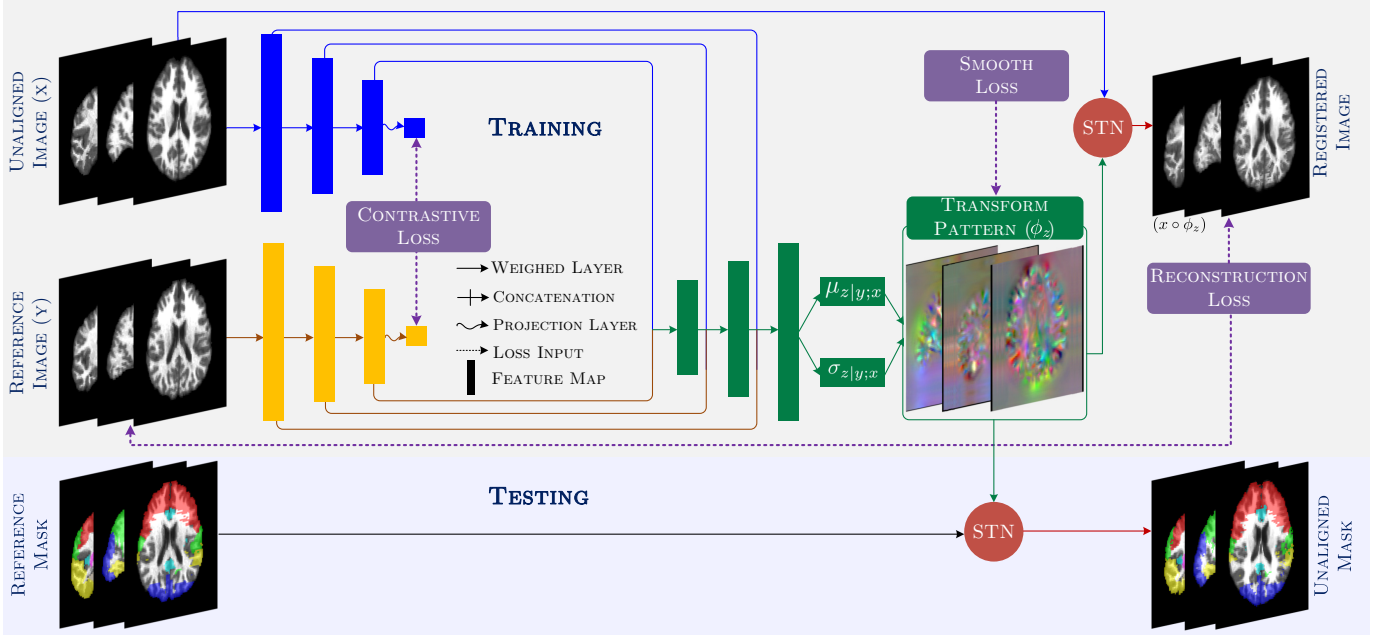 Unaligned
Image (x)
Training
Smooth
Loss
STN
Registered
Image
Contrastive
Loss
Transform
Pattern (ϕ_z)
(x ∘ ϕ_z)
Reference
Image (y)
Weighed Layer
Concatenation
Projection Layer
Loss Input
Feature Map
μ_{z|y;x}
σ_{z|y;x}
Reconstruction
Loss
Reference
Mask
Testing
STN
Unaligned
Mask